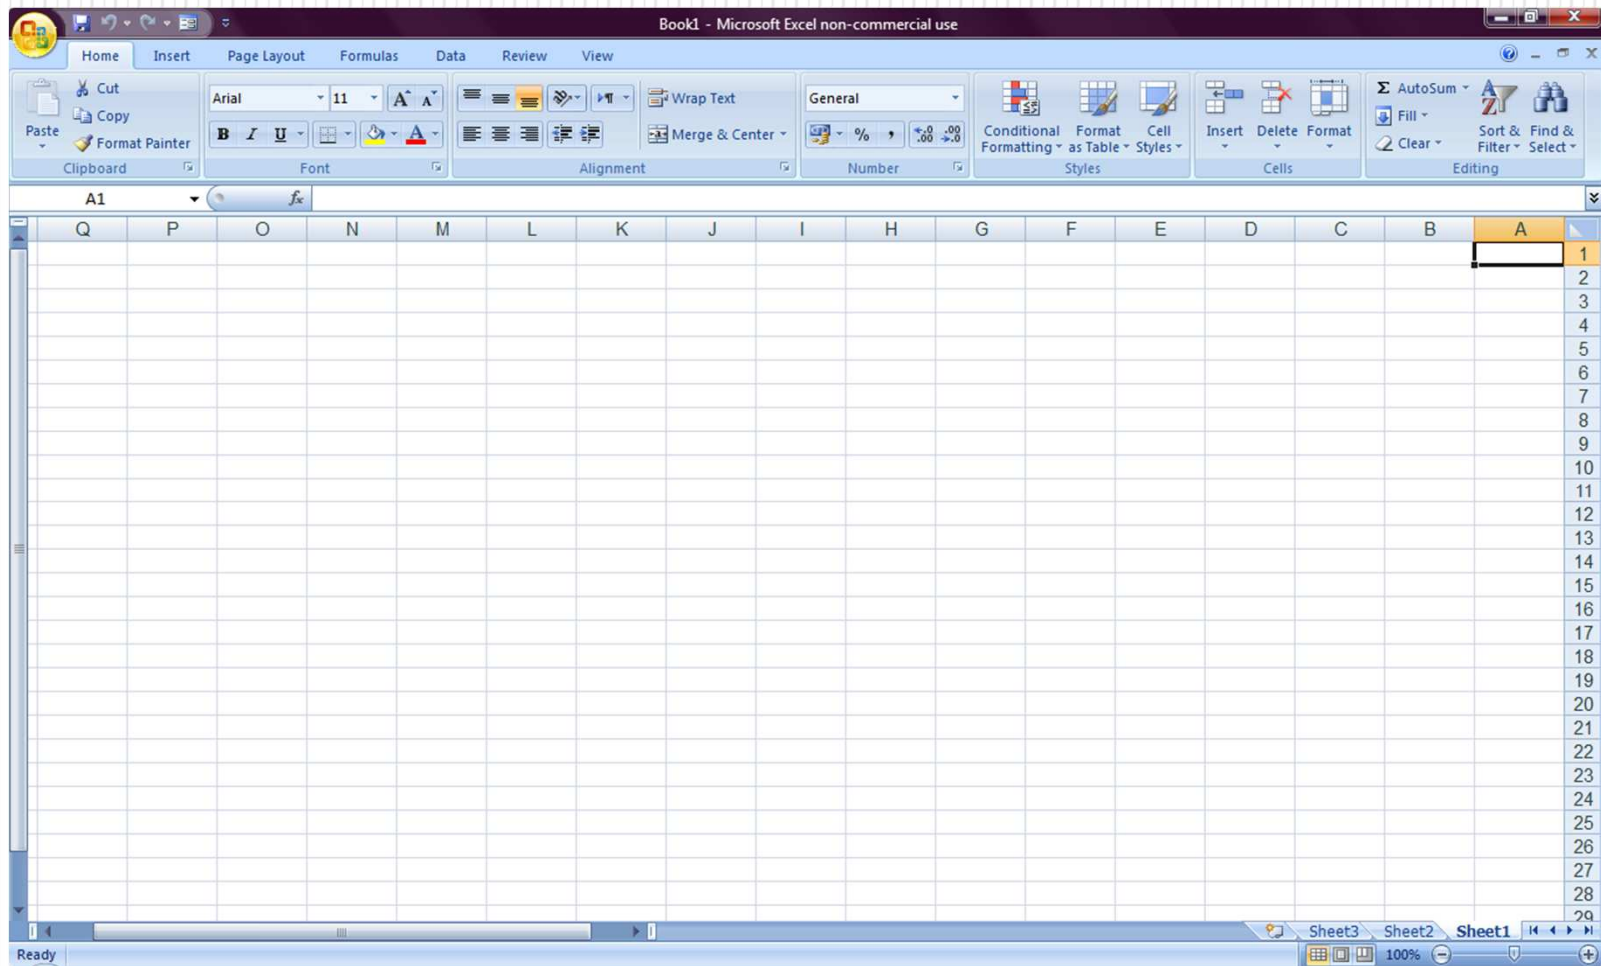 Book1 - Microsoft Excel non-commercial use
Home Insert Page Layout Formulas Data Review View
Paste
Cut
Copy
Format Painter
Clipboard
Arial 11
B I U
Font
Wrap Text
Merge & Center
Alignment
General
% ,
Number
Conditional Formatting
Format as Table
Cell Styles
Styles
Insert Delete Format
Cells
Σ AutoSum
Fill
Clear
Sort & Filter
Find & Select
Editing
A1 fx
Q P O N M L K J I H G F E D C B A
1
2
3
4
5
6
7
8
9
10
11
12
13
14
15
16
17
18
19
20
21
22
23
24
25
26
27
28
29
Sheet3 Sheet2 Sheet1
Ready 100%